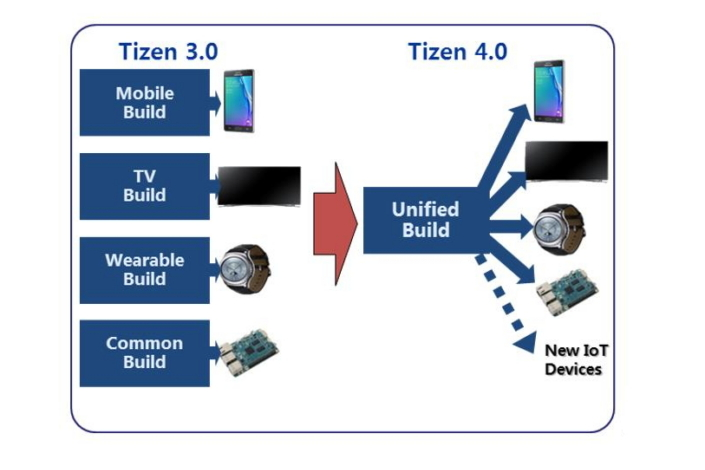 Tizen 3.0
Mobile
Build
TV
Build
Wearable
Build
Common
Build
Tizen 4.0
Unified
Build
New IoT
Devices